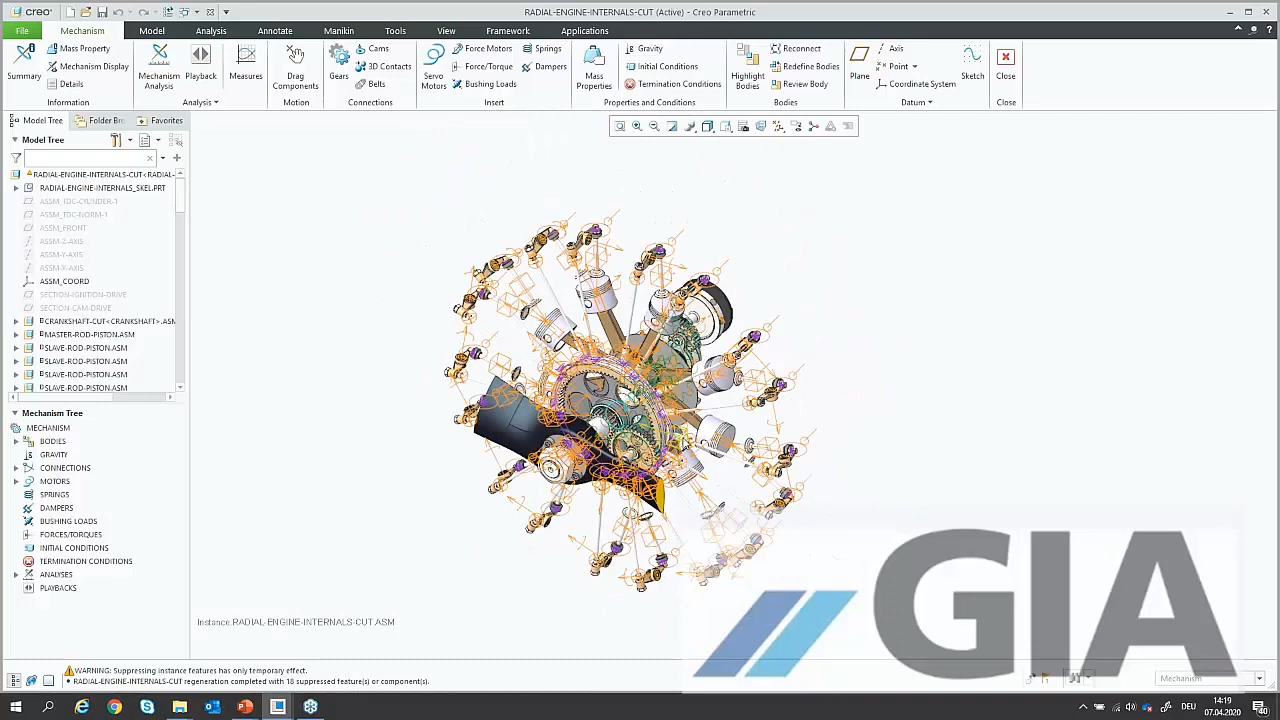 creo
RADIAL-ENGINE-INTERNALS-CUT (Active) - Creo Parametric
File
Mechanism
Model
Analysis
Annotate
Manikin
Tools
View
Framework
Applications
Summary
Mass Property
Mechanism Display
Details
Information
Mechanism Analysis
Playback
Measures
Analysis
Drag Components
Motion
Gears
Cams
3D Contacts
Belts
Connections
Servo Motors
Force Motors
Force/Torque
Bushing Loads
Springs
Dampers
Insert
Mass Properties
Gravity
Initial Conditions
Termination Conditions
Properties and Conditions
Highlight Bodies
Reconnect
Redefine Bodies
Review Body
Bodies
Plane
Axis
Point
Coordinate System
Sketch
Datum
Close
Close
Model Tree
Folder Bro
Favorites
Model Tree
RADIAL-ENGINE-INTERNALS-CUT<RADIAL-
RADIAL-ENGINE-INTERNALS_SKEL.PRT
ASSM_TDC-CYLINDER-1
ASSM_TDC-NORM-1
ASSM_FRONT
ASSM-Z-AXIS
ASSM-Y-AXIS
ASSM-X-AXIS
ASSM_COORD
SECTION-IGNITION-DRIVE
SECTION-CAM-DRIVE
CRANKSHAFT-CUT<CRANKSHAFT>.ASM
MASTER-ROD-PISTON.ASM
SLAVE-ROD-PISTON.ASM
SLAVE-ROD-PISTON.ASM
SLAVE-ROD-PISTON.ASM
SLAVE-ROD-PISTON.ASM
Mechanism Tree
MECHANISM
BODIES
GRAVITY
CONNECTIONS
MOTORS
SPRINGS
DAMPERS
BUSHING LOADS
FORCES/TORQUES
INITIAL CONDITIONS
TERMINATION CONDITIONS
ANALYSES
PLAYBACKS
Instance:RADIAL-ENGINE-INTERNALS-CUT.ASM
GIA
WARNING: Suppressing instance features has only temporary effect.
• RADIAL-ENGINE-INTERNALS-CUT regeneration completed with 18 suppressed feature(s) or component(s).
Mechanism
DEU
14:19
07.04.2020
40